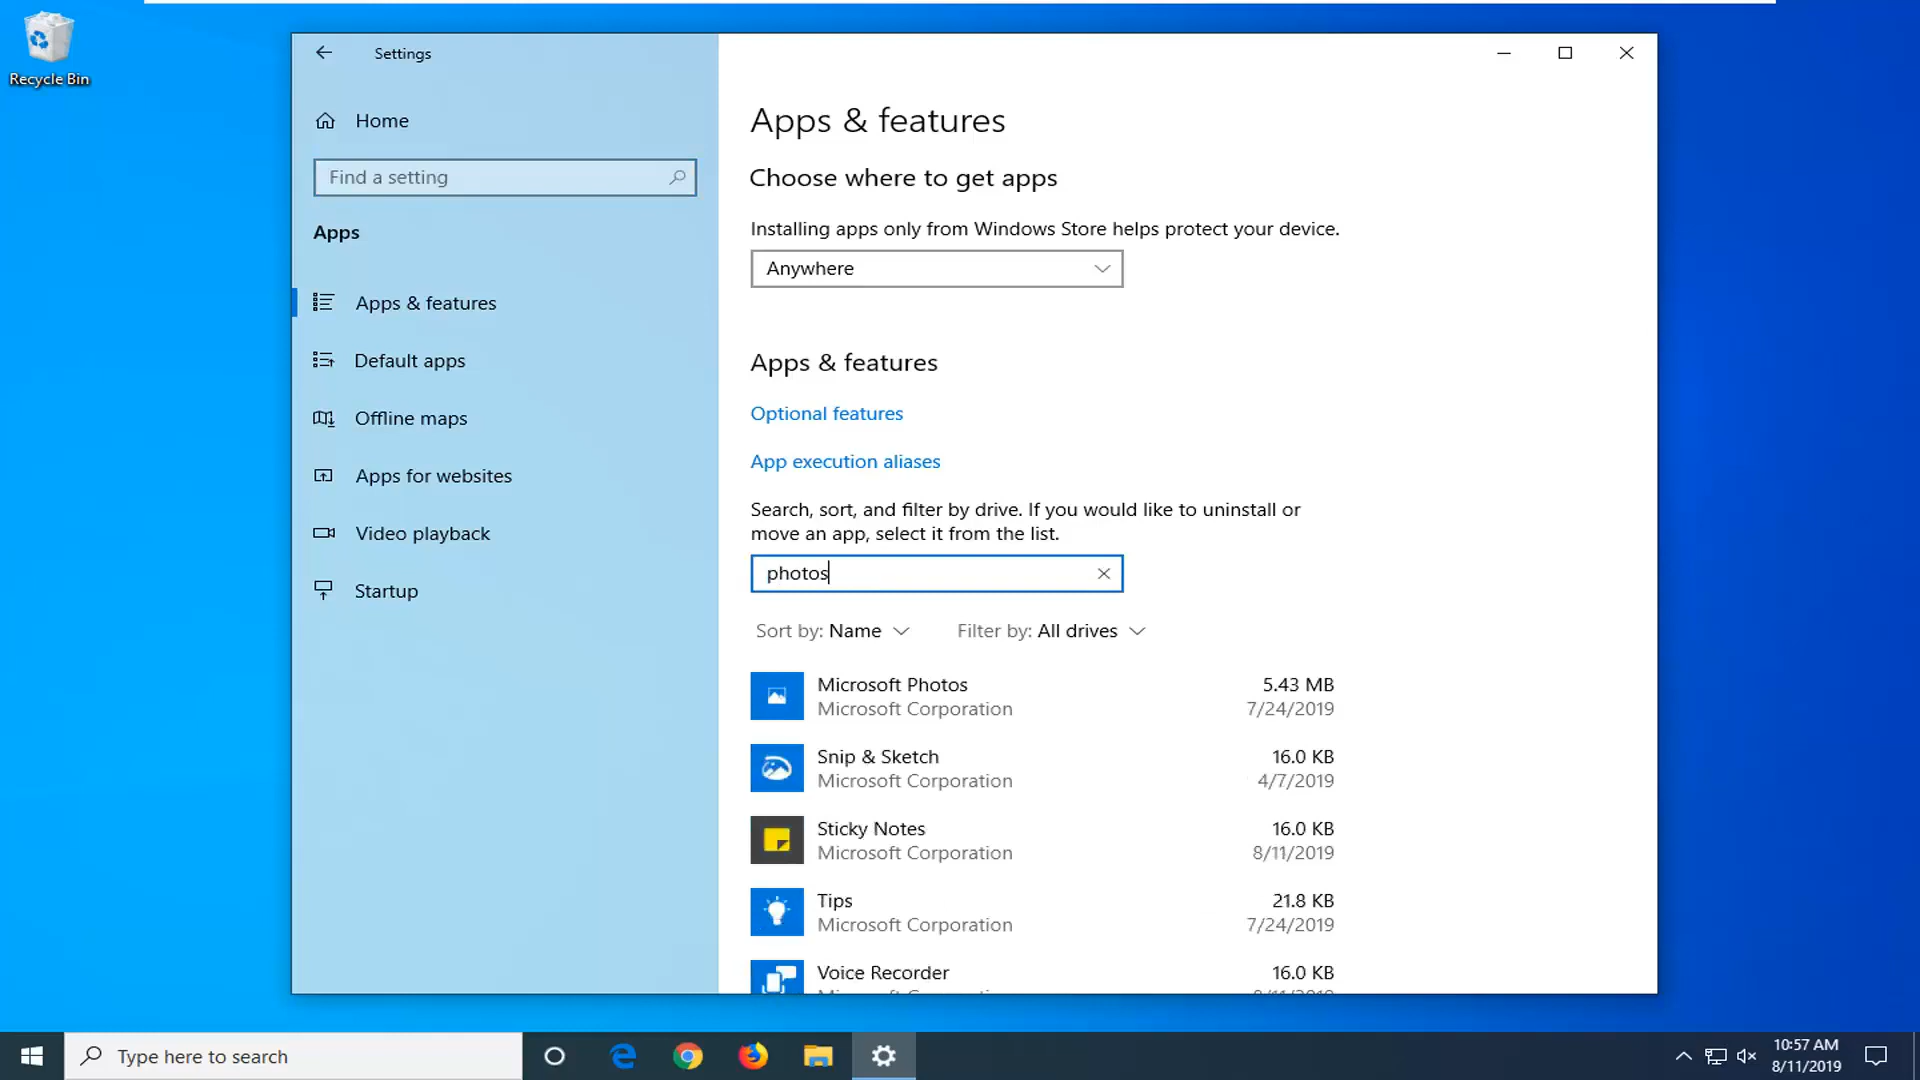 Recycle Bin
Settings
Home
Find a setting
Apps
Apps & features
Default apps
Offline maps
Apps for websites
Video playback
Startup
Apps & features
Choose where to get apps
Installing apps only from Windows Store helps protect your device.
Anywhere
Apps & features
Optional features
App execution aliases
Search, sort, and filter by drive. If you would like to uninstall or
move an app, select it from the list.
photos
Sort by: Name Filter by: All drives
Microsoft Photos 5.43 MB
Microsoft Corporation 7/24/2019
Snip & Sketch 16.0 KB
Microsoft Corporation 4/7/2019
Sticky Notes 16.0 KB
Microsoft Corporation 8/11/2019
Tips 21.8 KB
Microsoft Corporation 7/24/2019
Voice Recorder 16.0 KB
Type here to search
10:57 AM
8/11/2019